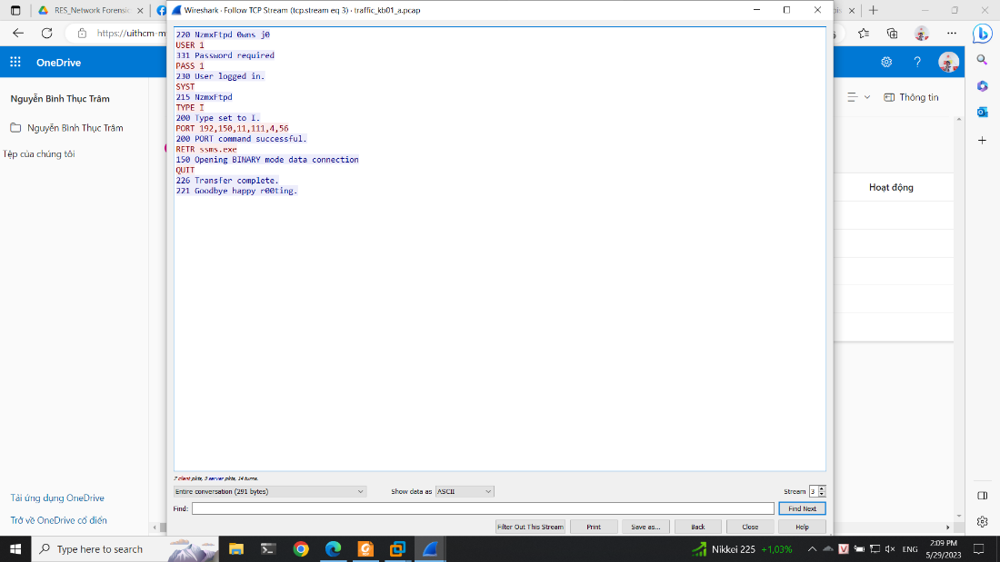 RES_Network Forensic
Wireshark · Follow TCP Stream (tcp.stream eq 3) · traffic_kb01_a.pcap
https://uithcm-m
OneDrive
Nguyễn Bình Thục Trâm
Nguyễn Bình Thục Trâm
Tệp của chúng tôi
Tải ứng dụng OneDrive
Trở về OneDrive cổ điển
220 NzmxFtpd 0wns j0
USER 1
331 Password required
PASS 1
230 User logged in.
SYST
215 NzmxFtpd
TYPE I
200 Type set to I.
PORT 192,150,11,111,4,56
200 PORT command successful.
RETR ssms.exe
150 Opening BINARY mode data connection
QUIT
226 Transfer complete.
221 Goodbye happy r00ting.
7 client pkts, 9 server pkts, 14 turns.
Entire conversation (291 bytes)
Show data as
ASCII
Stream
3
Find:
Find Next
Filter Out This Stream
Print
Save as...
Back
Close
Help
Thông tin
Hoạt động
Type here to search
Nikkei 225 +1,03%
V
ENG
2:09 PM
5/29/2023